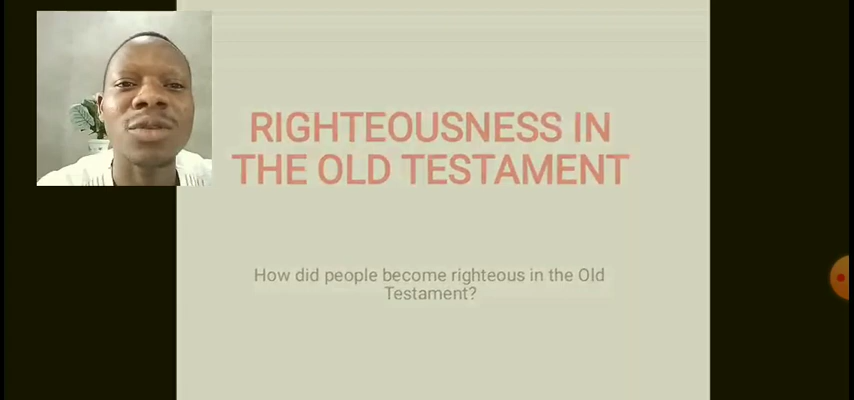 RIGHTEOUSNESS IN
THE OLD TESTAMENT
How did people become righteous in the Old
Testament?